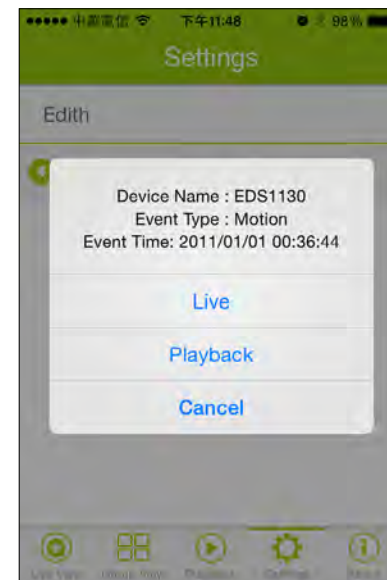 中華電信 下午11:48 98%
Settings
Edith
Device Name : EDS1130
Event Type : Motion
Event Time: 2011/01/01 00:36:44
Live
Playback
Cancel